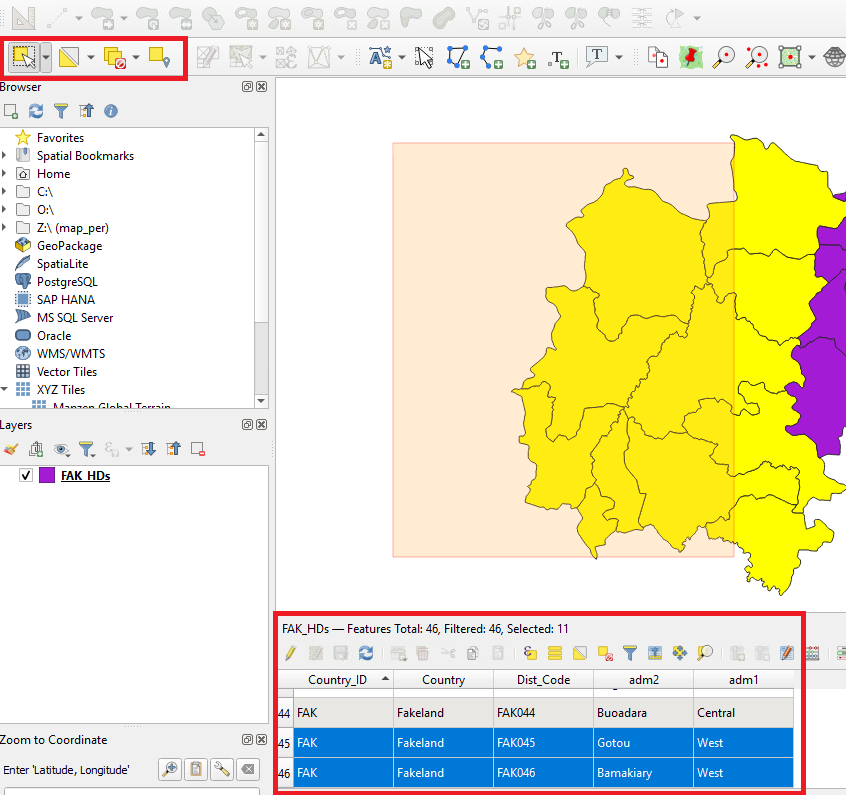 Browser
Favorites
Spatial Bookmarks
Home
C:\
O:\
Z:\ (map_per)
GeoPackage
SpatiaLite
PostgreSQL
SAP HANA
MS SQL Server
Oracle
WMS/WMTS
Vector Tiles
XYZ Tiles
Mapzen Global Terrain
Layers
FAK_HDs
FAK_HDs — Features Total: 46, Filtered: 46, Selected: 11
Country_ID Country Dist_Code adm2 adm1
44 FAK Fakeland FAK044 Buoadara Central
45 FAK Fakeland FAK045 Gotou West
46 FAK Fakeland FAK046 Bamakiary West
Zoom to Coordinate
Enter 'Latitude, Longitude'